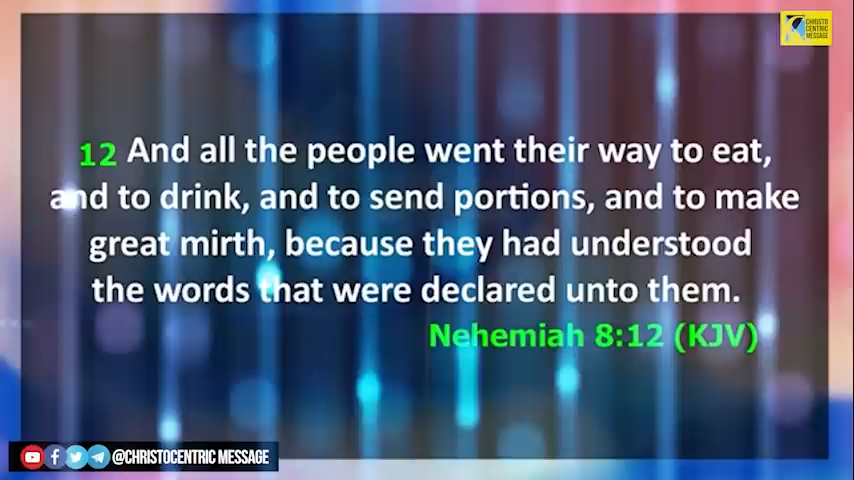 CHRISTO
CENTRIC
MESSAGE
12 And all the people went their way to eat,
and to drink, and to send portions, and to make
great mirth, because they had understood
the words that were declared unto them.
Nehemiah 8:12 (KJV)
@CHRISTOCENTRIC MESSAGE